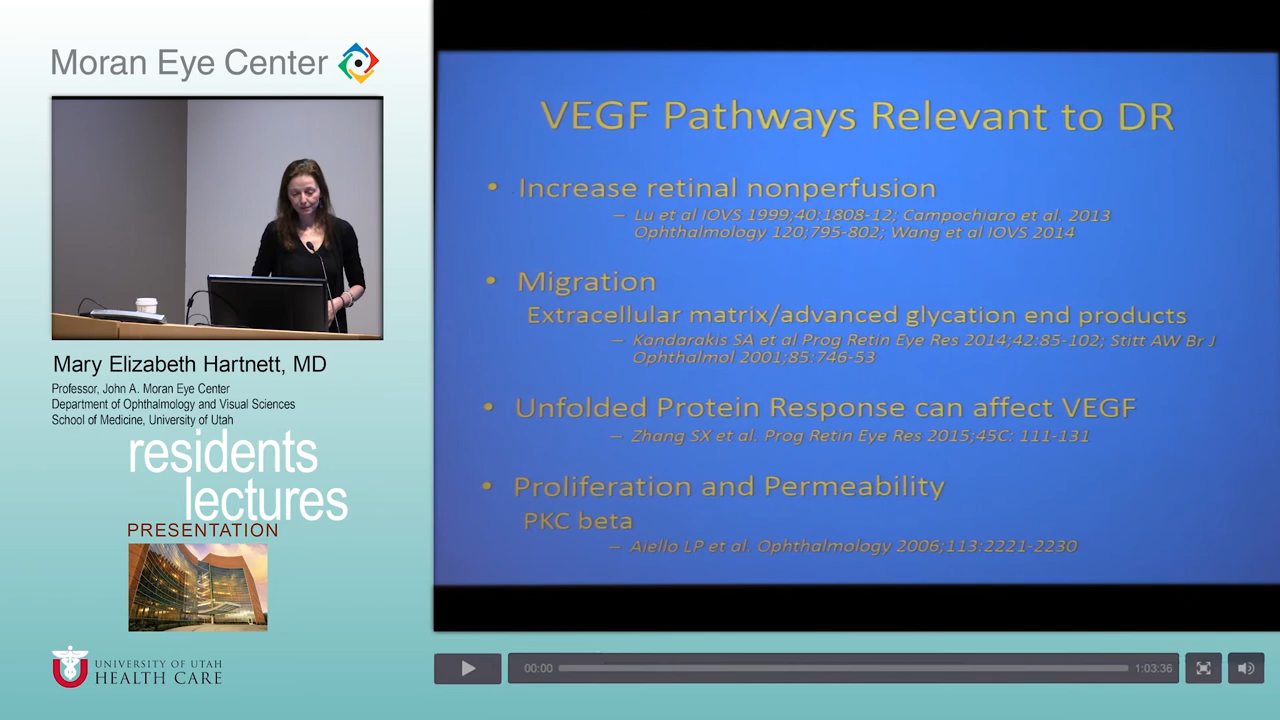 Moran Eye Center
Mary Elizabeth Hartnett, MD
Professor, John A. Moran Eye Center
Department of Ophthalmology and Visual Sciences
School of Medicine, University of Utah
residents
lectures
PRESENTATION
UNIVERSITY OF UTAH
HEALTH CARE
VEGF Pathways Relevant to DR
• Increase retinal nonperfusion
– Lu et al IOVS 1999;40:1808-12; Campochiaro et al. 2013
Ophthalmology 120;795-802; Wang et al IOVS 2014
• Migration
Extracellular matrix/advanced glycation end products
– Kandarakis SA et al Prog Retin Eye Res 2014;42:85-102; Stitt AW Br J
Ophthalmol 2001;85:746-53
• Unfolded Protein Response can affect VEGF
– Zhang SX et al. Prog Retin Eye Res 2015;45C: 111-131
• Proliferation and Permeability
PKC beta
– Aiello LP et al. Ophthalmology 2006;113:2221-2230
00:00
1:03:36